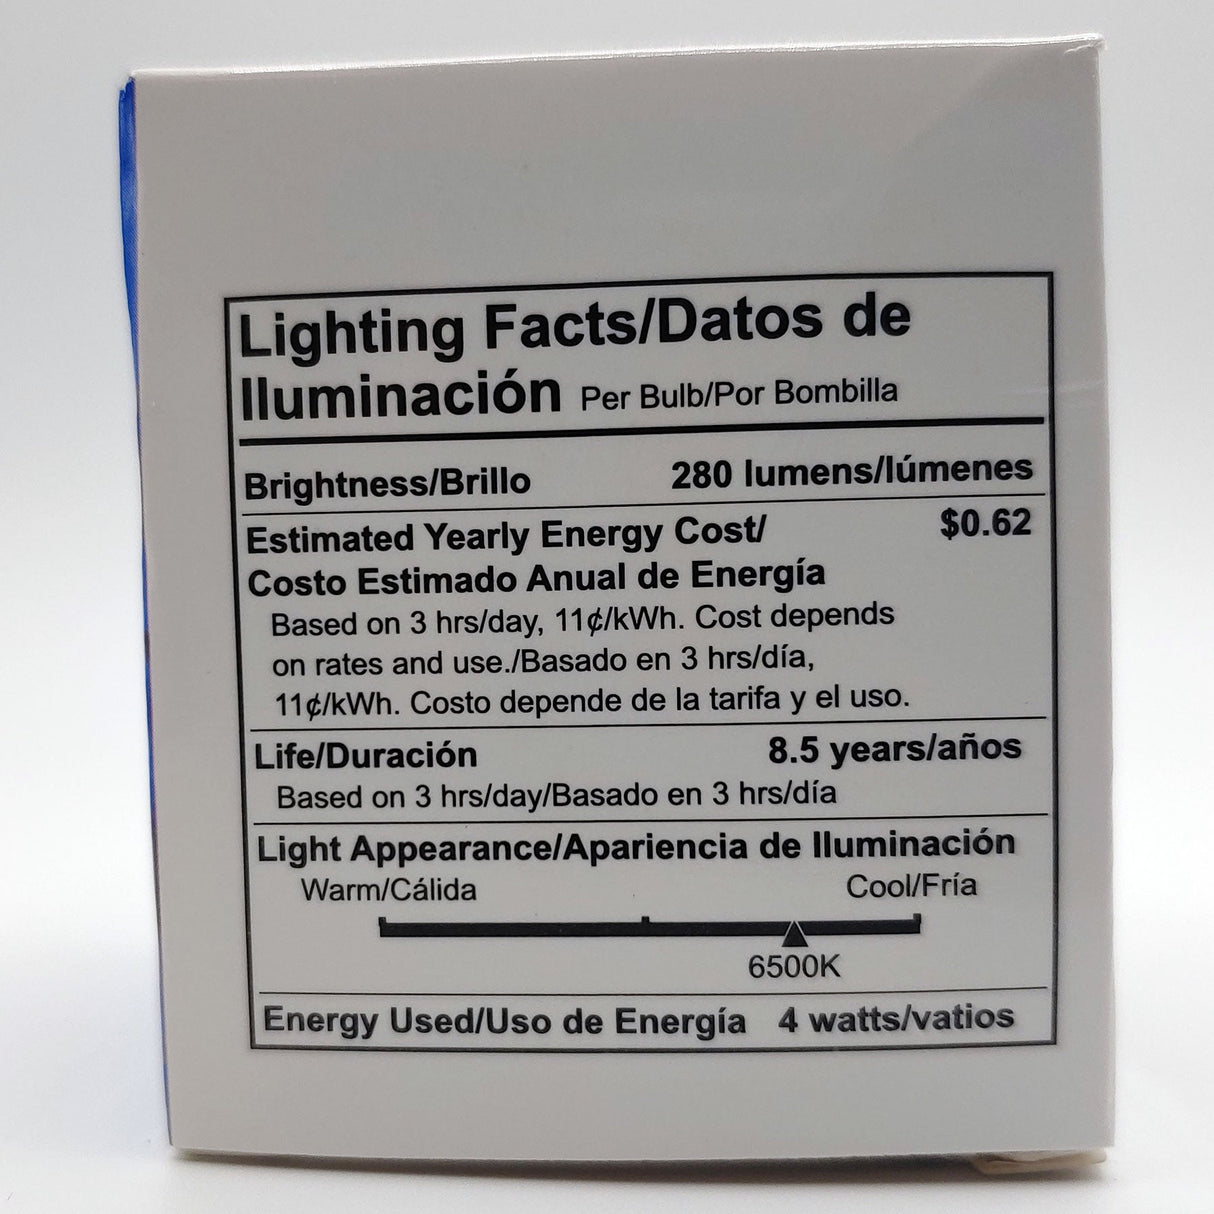 Lighting Facts/Datos de
Iluminación Per Bulb/Por Bombilla
Brightness/Brillo 280 lumens/lúmenes
Estimated Yearly Energy Cost/ $0.62
Costo Estimado Anual de Energía
Based on 3 hrs/day, 11¢/kWh. Cost depends
on rates and use./Basado en 3 hrs/día,
11¢/kWh. Costo depende de la tarifa y el uso.
Life/Duración 8.5 years/años
Based on 3 hrs/day/Basado en 3 hrs/día
Light Appearance/Apariencia de Iluminación
Warm/Cálida Cool/Fría
6500K
Energy Used/Uso de Energía 4 watts/vatios